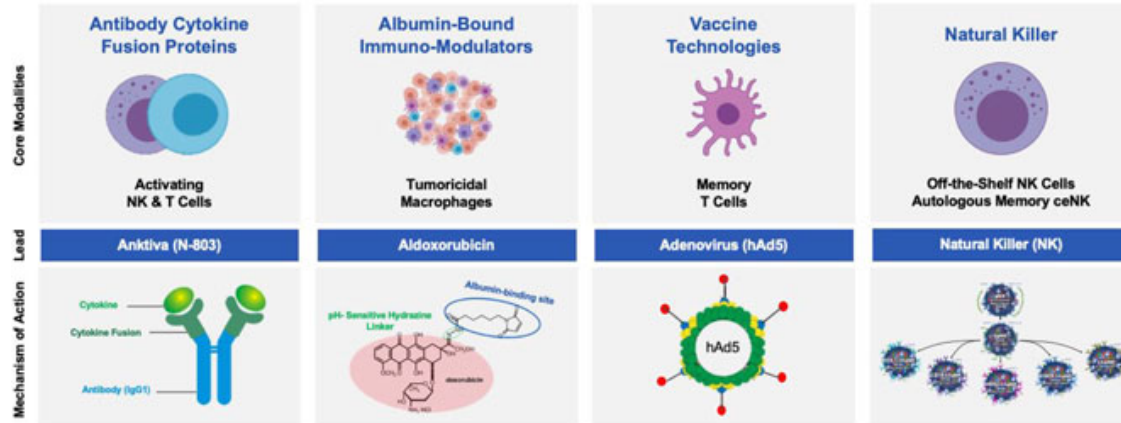 Core Modalities
Antibody Cytokine
Fusion Proteins
Activating
NK & T Cells
Albumin-Bound
Immuno-Modulators
Tumoricidal
Macrophages
Vaccine
Technologies
Memory
T Cells
Natural Killer
Off-the-Shelf NK Cells
Autologous Memory ceNK
Lead
Anktiva (N-803)
Aldoxorubicin
Adenovirus (hAd5)
Natural Killer (NK)
Mechanism of Action
Cytokine
Cytokine Fusion
Antibody (IgG1)
Albumin-binding site
pH- Sensitive Hydrazine
Linker
doxorubicin
hAd5